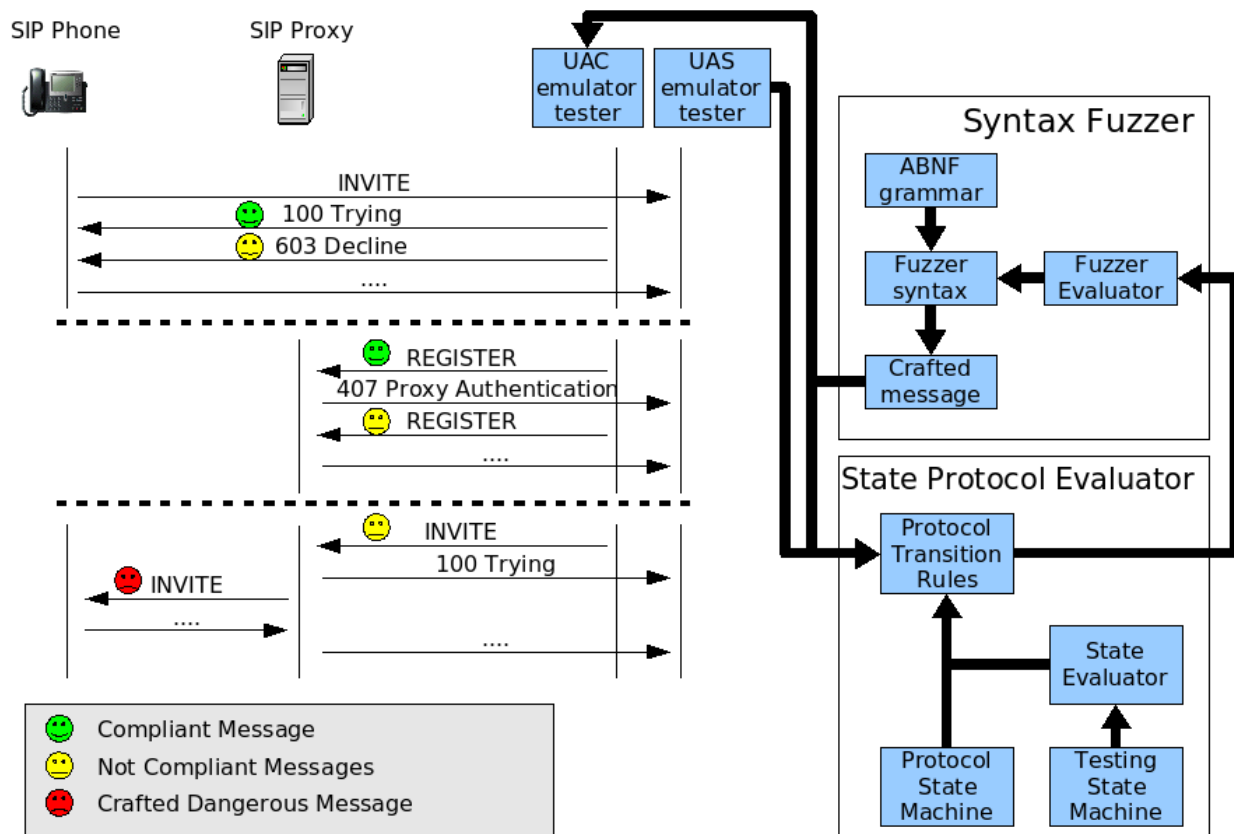 SIP Phone
SIP Proxy
UAC
emulator
tester
UAS
emulator
tester
INVITE
100 Trying
603 Decline
....
REGISTER
407 Proxy Authentication
REGISTER
....
INVITE
100 Trying
INVITE
....
....
Compliant Message
Not Compliant Messages
Crafted Dangerous Message
Syntax Fuzzer
ABNF
grammar
Fuzzer
syntax
Fuzzer
Evaluator
Crafted
message
State Protocol Evaluator
Protocol
Transition
Rules
State
Evaluator
Protocol
State
Machine
Testing
State
Machine